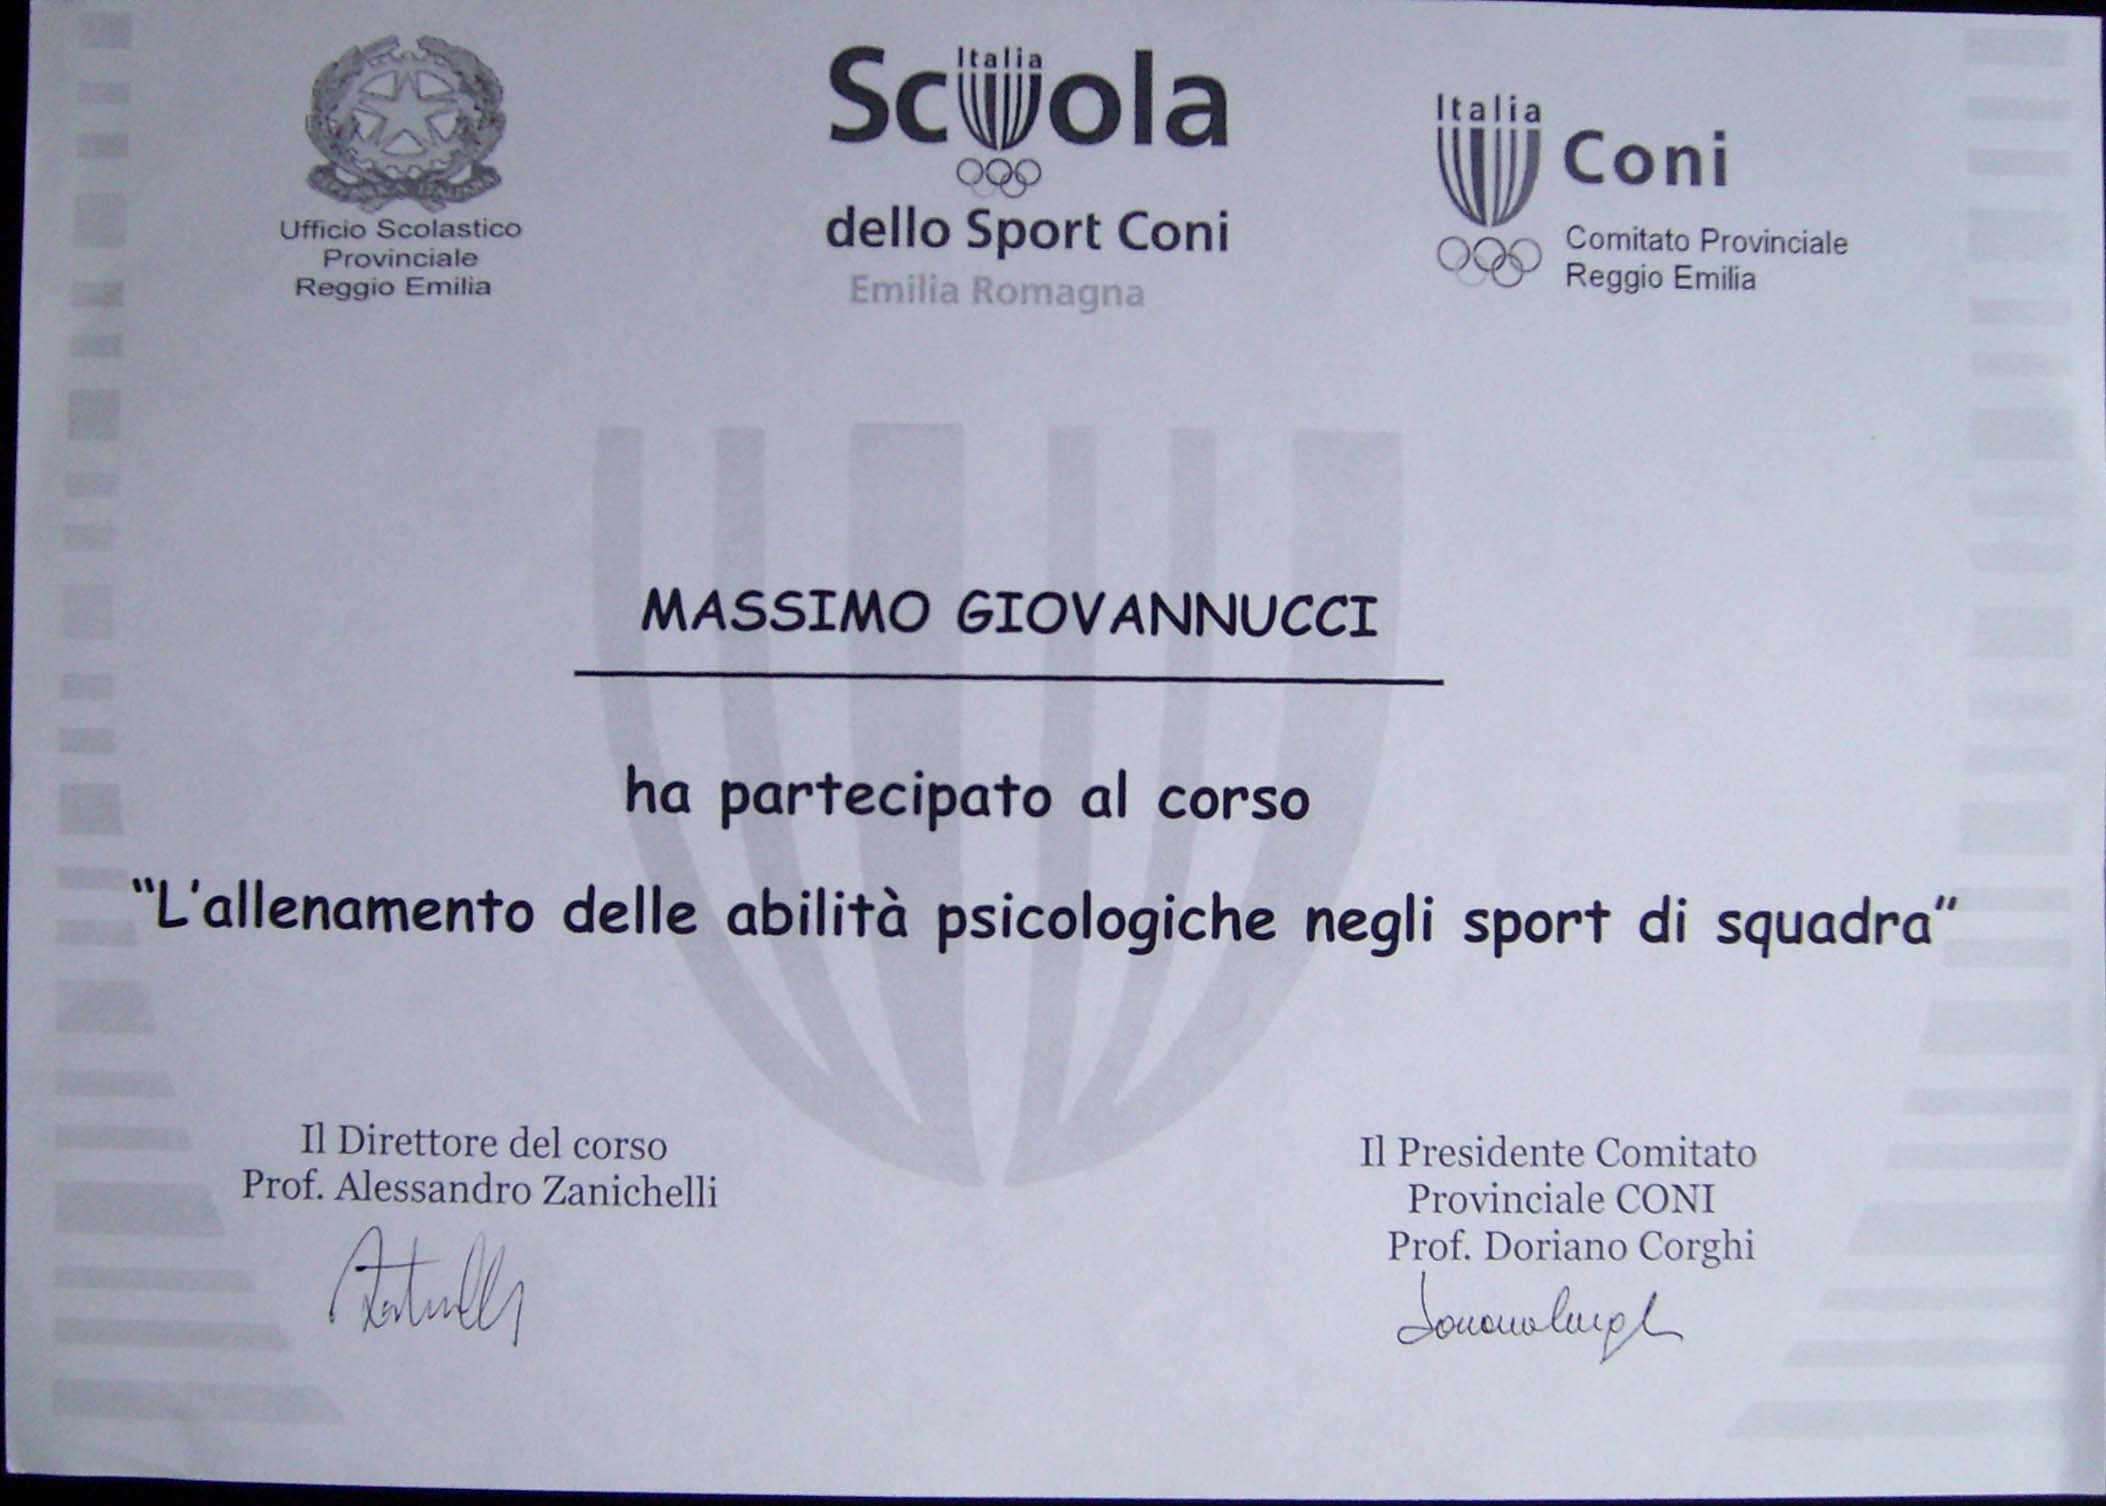 Ufficio Scolastico
Provinciale
Reggio Emilia
Italia
Scuola
dello Sport Coni
Emilia Romagna
Italia
Coni
Comitato Provinciale
Reggio Emilia
MASSIMO GIOVANNUCCI
ha partecipato al corso
“L'allenamento delle abilità psicologiche negli sport di squadra”
Il Direttore del corso
Prof. Alessandro Zanichelli
Il Presidente Comitato
Provinciale CONI
Prof. Doriano Corghi